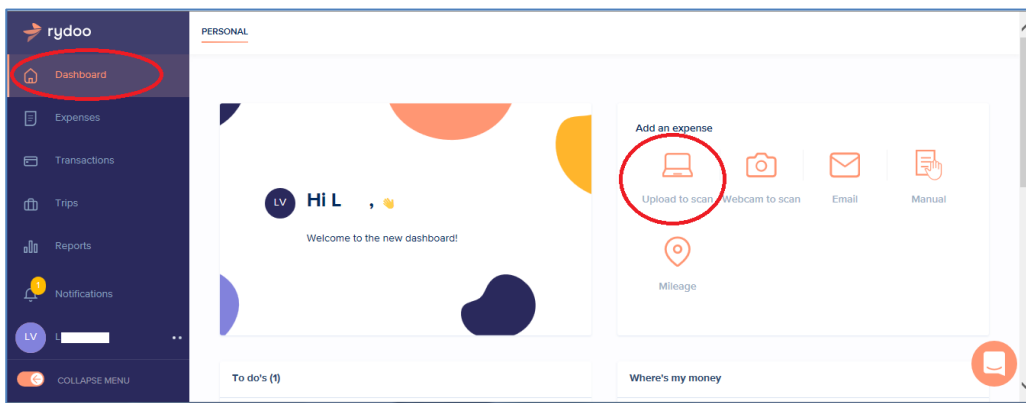 rydoo
Dashboard
Expenses
Transactions
Trips
Reports
1
Notifications
LV L
COLLAPSE MENU
PERSONAL
LV Hi L , 👋
Welcome to the new dashboard!
Add an expense
Upload to scan Webcam to scan Email Manual
Mileage
To do's (1)
Where's my money